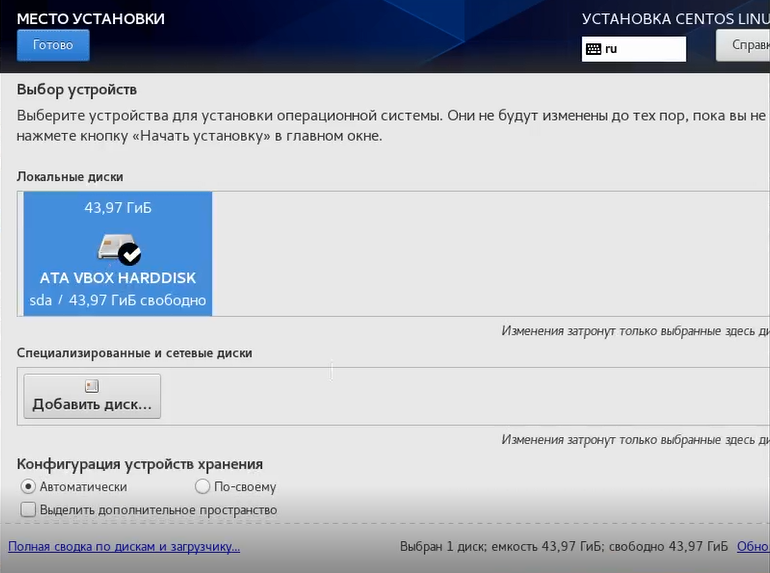 МЕСТО УСТАНОВКИ
УСТАНОВКА CENTOS LINU
Готово
ru
Справк
Выбор устройств
Выберите устройства для установки операционной системы. Они не будут изменены до тех пор, пока вы не
нажмете кнопку «Начать установку» в главном окне.
Локальные диски
43,97 ГиБ
ATA VBOX HARDDISK
sda / 43,97 ГиБ свободно
Изменения затронут только выбранные здесь ди
Специализированные и сетевые диски
Добавить диск...
Изменения затронут только выбранные здесь ди
Конфигурация устройств хранения
Автоматически По-своему
Выделить дополнительное пространство
Полная сводка по дискам и загрузчику...
Выбран 1 диск; емкость 43,97 ГиБ; свободно 43,97 ГиБ Обно